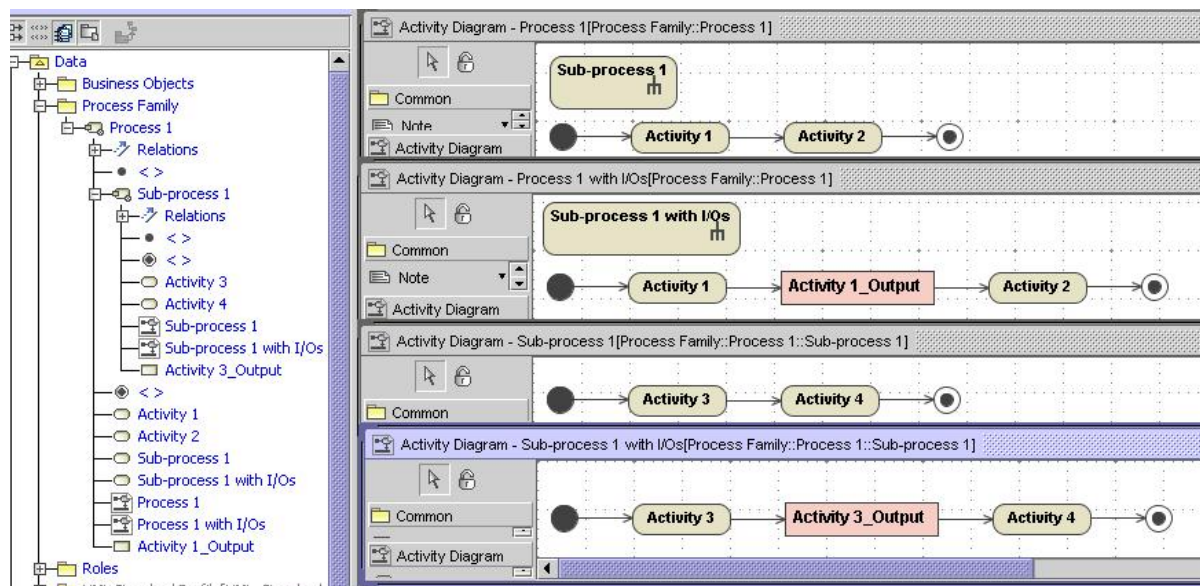 Data
Business Objects
Process Family
Process 1
Relations
< >
Sub-process 1
Relations
< >
< >
Activity 3
Activity 4
Sub-process 1
Sub-process 1 with I/Os
Activity 3_Output
< >
Activity 1
Activity 2
Sub-process 1
Sub-process 1 with I/Os
Process 1
Process 1 with I/Os
Activity 1_Output
Roles
Activity Diagram - Process 1[Process Family::Process 1]
Common
Note
Activity Diagram
Sub-process 1
Activity 1
Activity 2
Activity Diagram - Process 1 with I/Os[Process Family::Process 1]
Common
Note
Activity Diagram
Sub-process 1 with I/Os
Activity 1
Activity 1_Output
Activity 2
Activity Diagram - Sub-process 1[Process Family::Process 1::Sub-process 1]
Common
Activity 3
Activity 4
Activity Diagram - Sub-process 1 with I/Os[Process Family::Process 1::Sub-process 1]
Common
Activity Diagram
Activity 3
Activity 3_Output
Activity 4